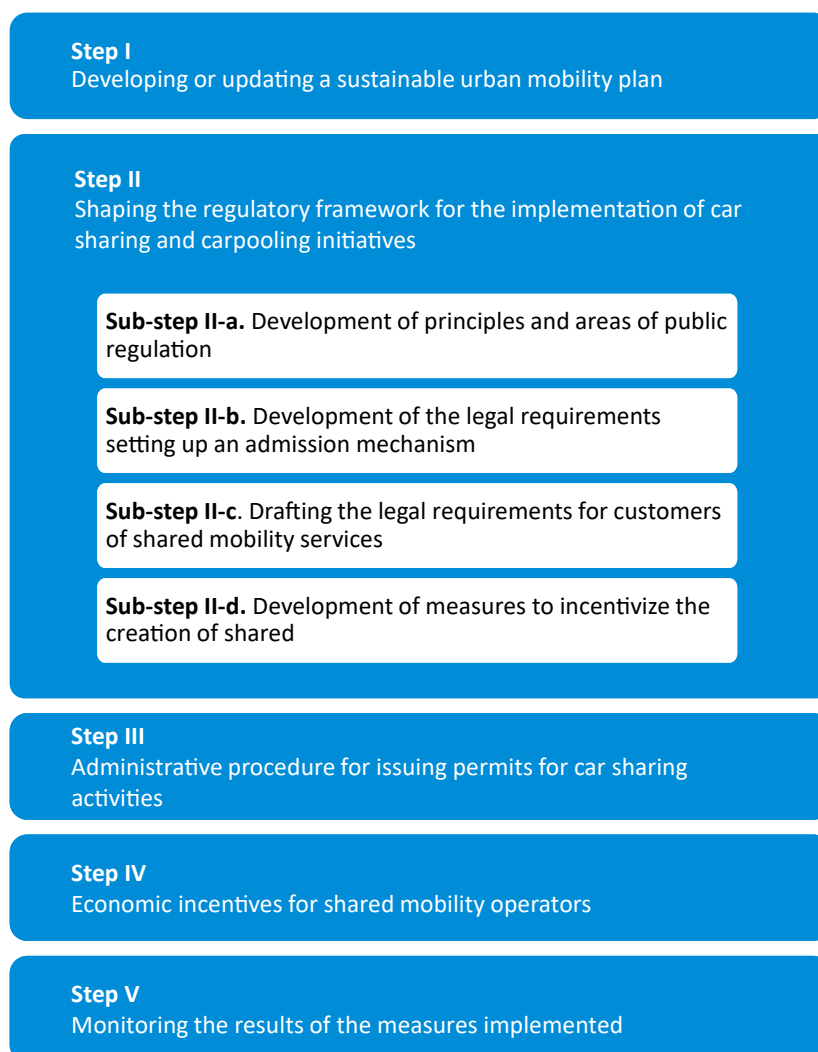 Step I
Developing or updating a sustainable urban mobility plan
Step II
Shaping the regulatory framework for the implementation of car
sharing and carpooling initiatives
Sub-step II-a. Development of principles and areas of public
regulation
Sub-step II-b. Development of the legal requirements
setting up an admission mechanism
Sub-step II-c. Drafting the legal requirements for customers
of shared mobility services
Sub-step II-d. Development of measures to incentivize the
creation of shared
Step III
Administrative procedure for issuing permits for car sharing
activities
Step IV
Economic incentives for shared mobility operators
Step V
Monitoring the results of the measures implemented